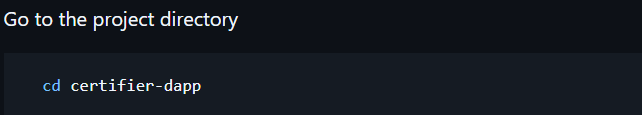 Go to the project directory
cd certifier-dapp